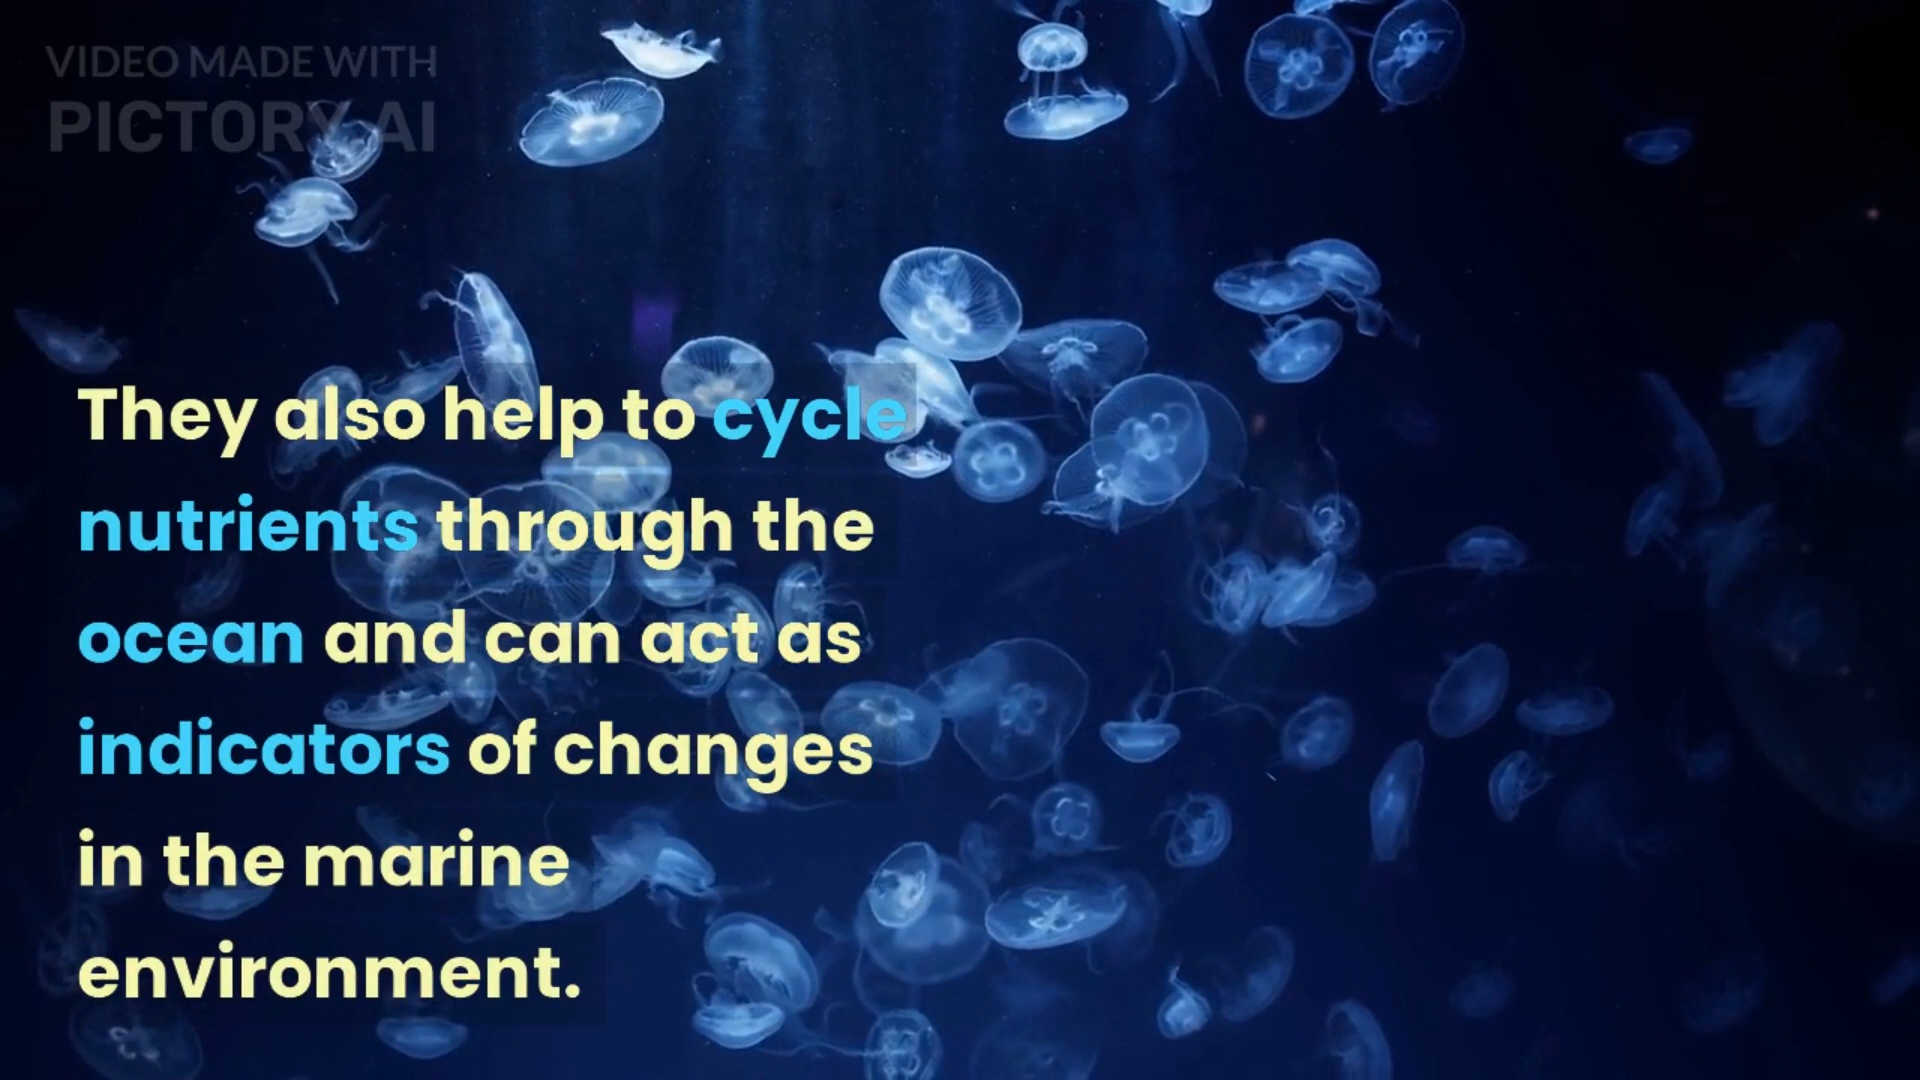 VIDEO MADE WITH
PICTORY.AI
They also help to cycle
nutrients through the
ocean and can act as
indicators of changes
in the marine
environment.